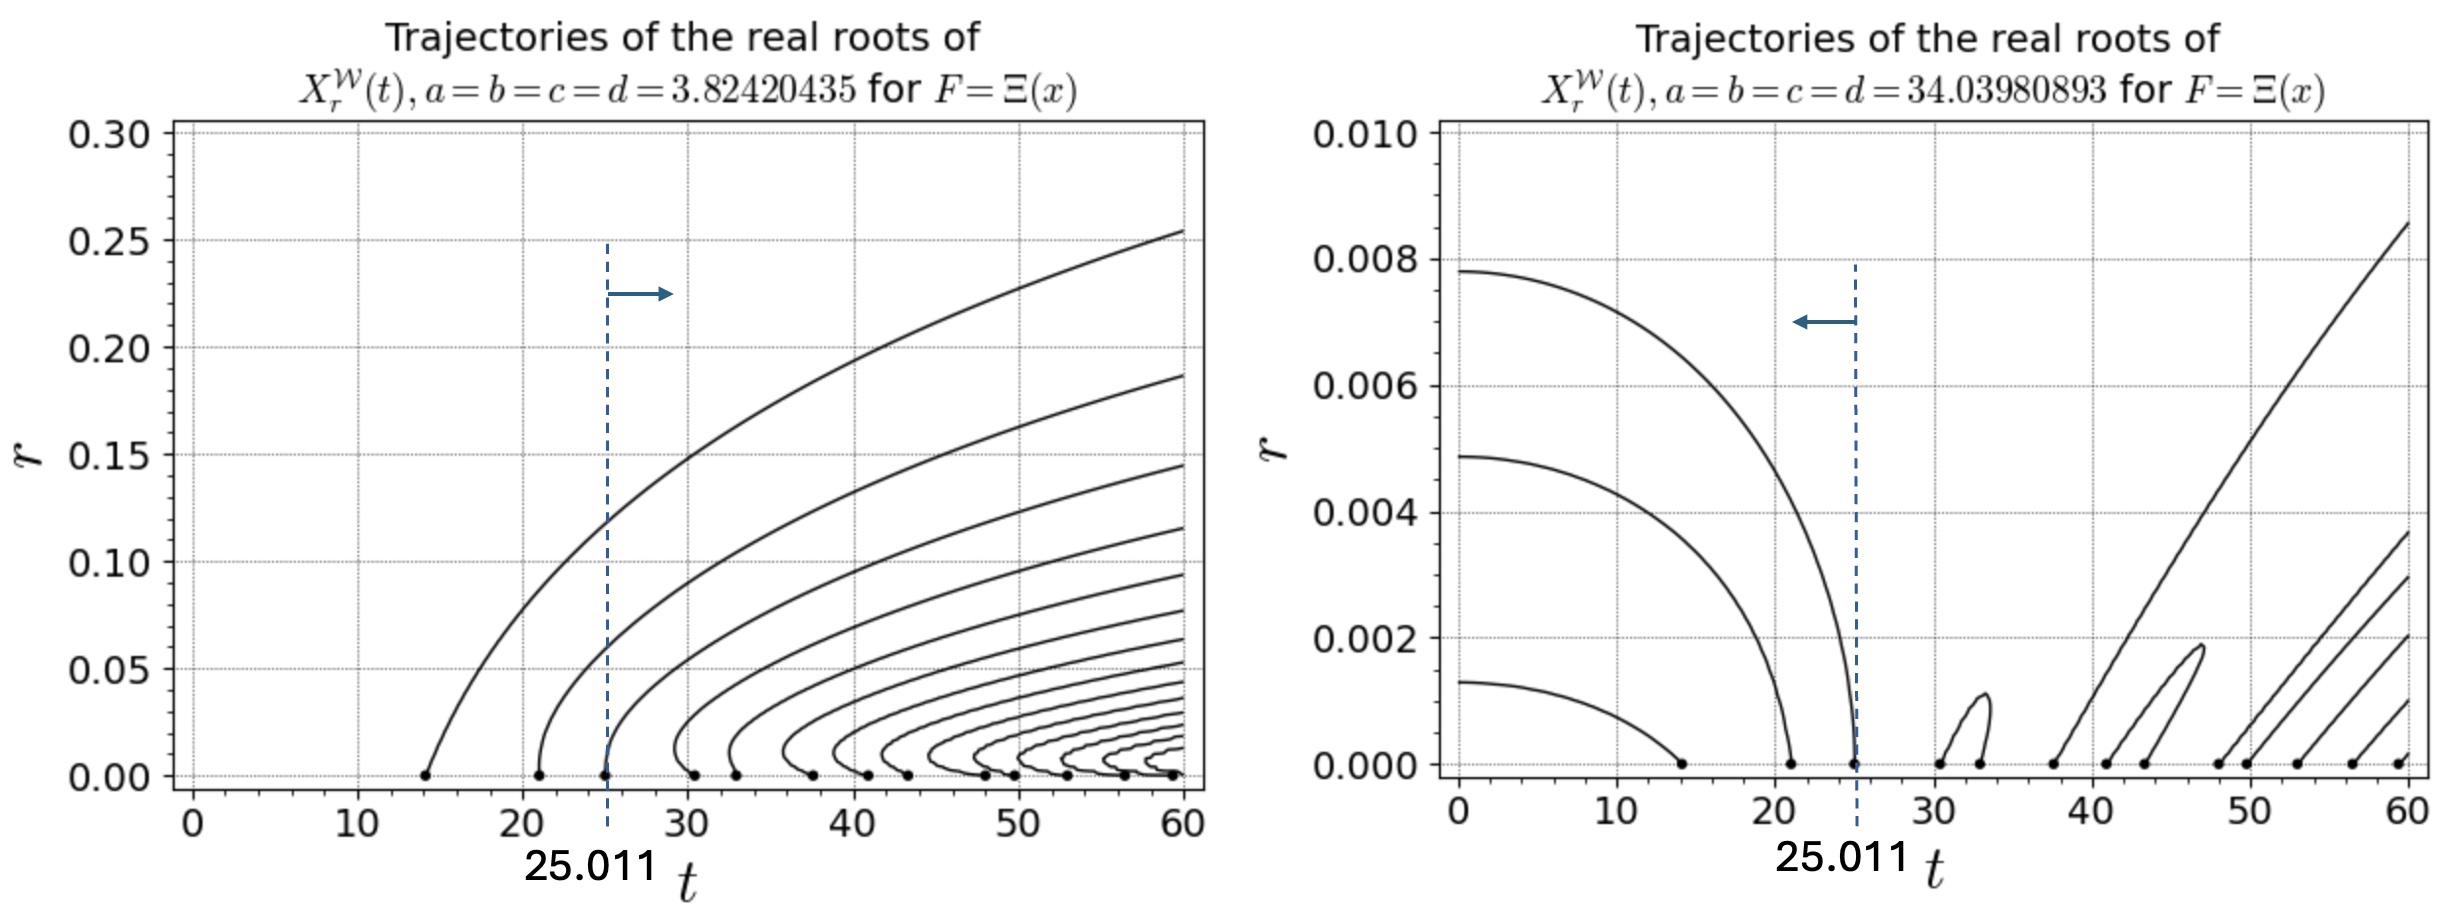 Trajectories of the real roots of
X_r^𝒲(t), a = b = c = d = 3.82420435 for F = Ξ(x)
0.30
0.25
0.20
0.15
0.10
0.05
0.00
r
0 10 20 30 40 50 60
25.011
t
Trajectories of the real roots of
X_r^𝒲(t), a = b = c = d = 34.03980893 for F = Ξ(x)
0.010
0.008
0.006
0.004
0.002
0.000
r
0 10 20 30 40 50 60
25.011
t